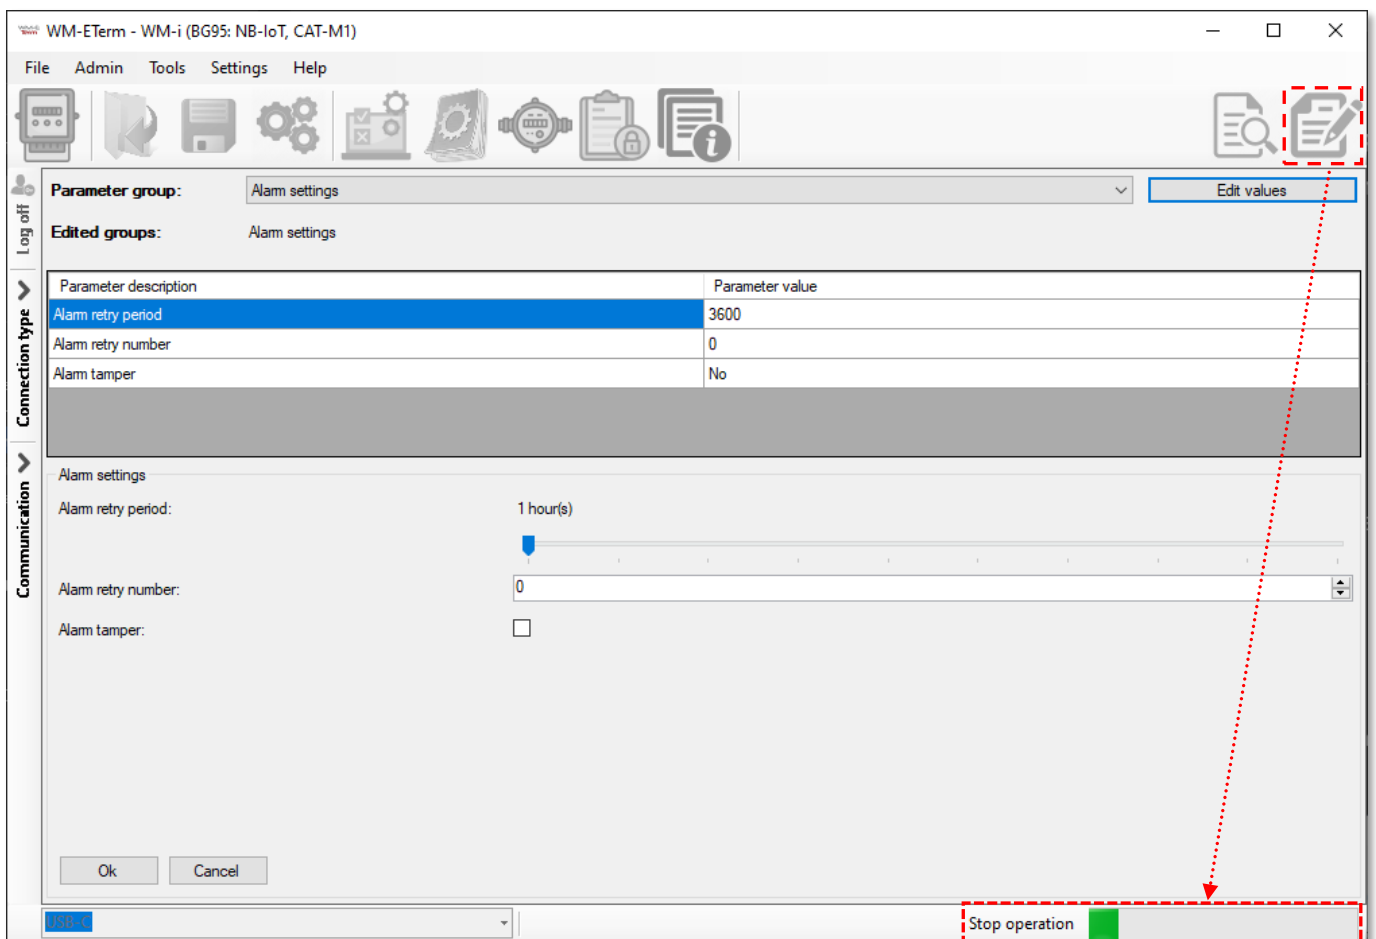 WM-ETerm - WM-i (BG95: NB-IoT, CAT-M1)
File Admin Tools Settings Help
Log off
Connection type
Communication
Parameter group: Alarm settings Edit values
Edited groups: Alarm settings
Parameter description Parameter value
Alarm retry period 3600
Alarm retry number 0
Alarm tamper No
Alarm settings
Alarm retry period: 1 hour(s)
Alarm retry number: 0
Alarm tamper:
Ok Cancel
USB-C Stop operation